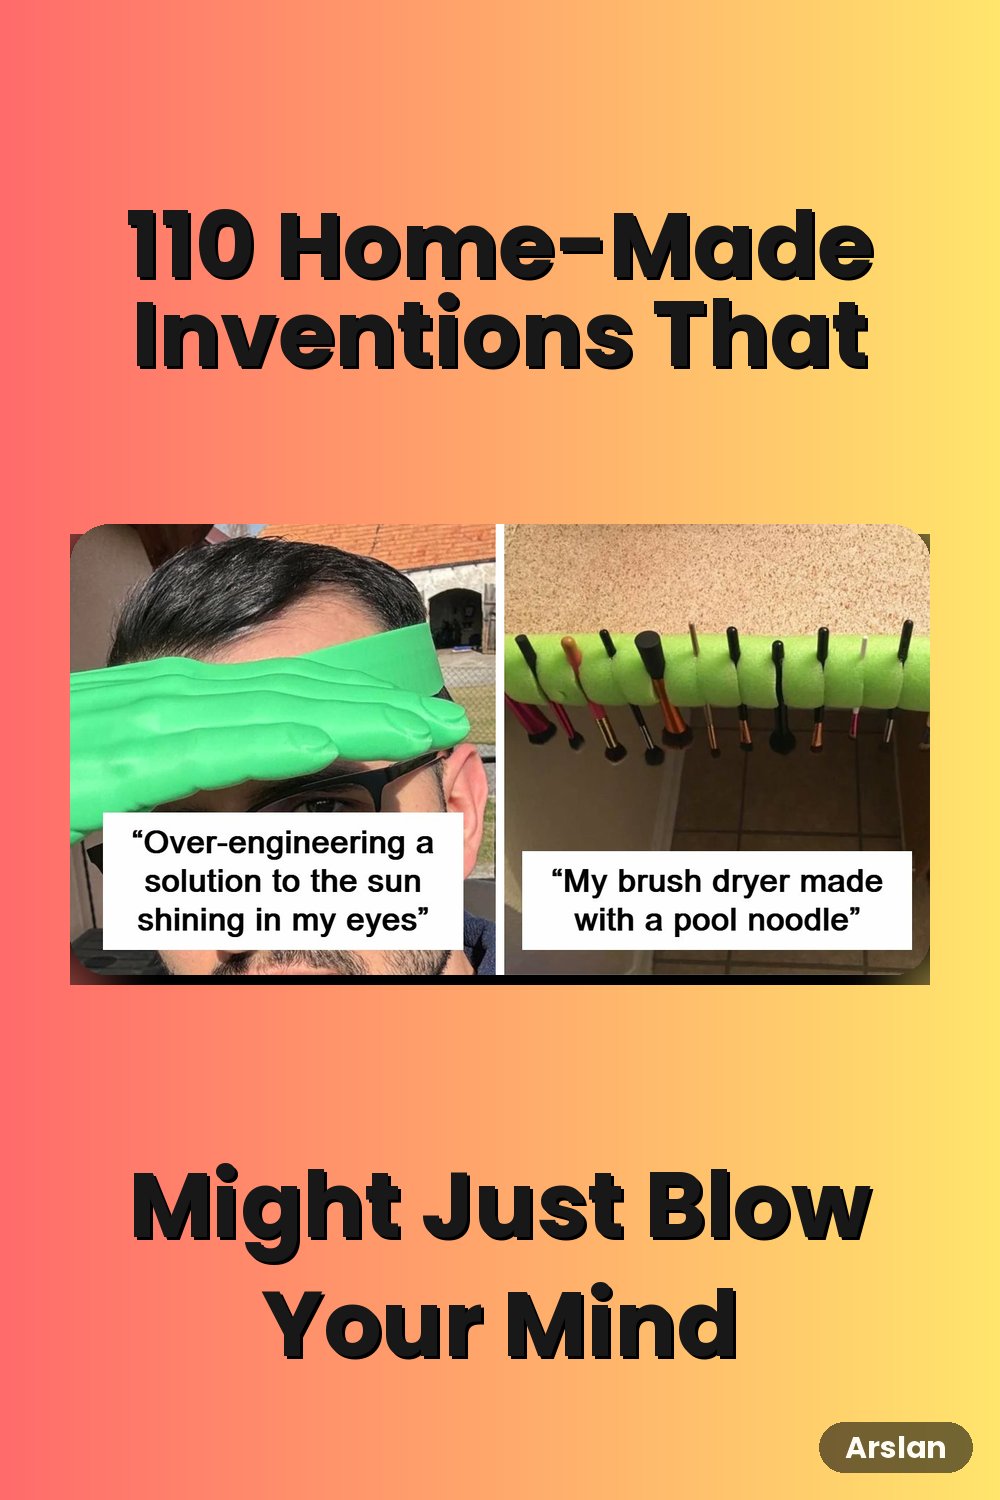 110 Home-Made
Inventions That
“Over-engineering a
solution to the sun
shining in my eyes”
“My brush dryer made
with a pool noodle”
Might Just Blow
Your Mind
Arslan